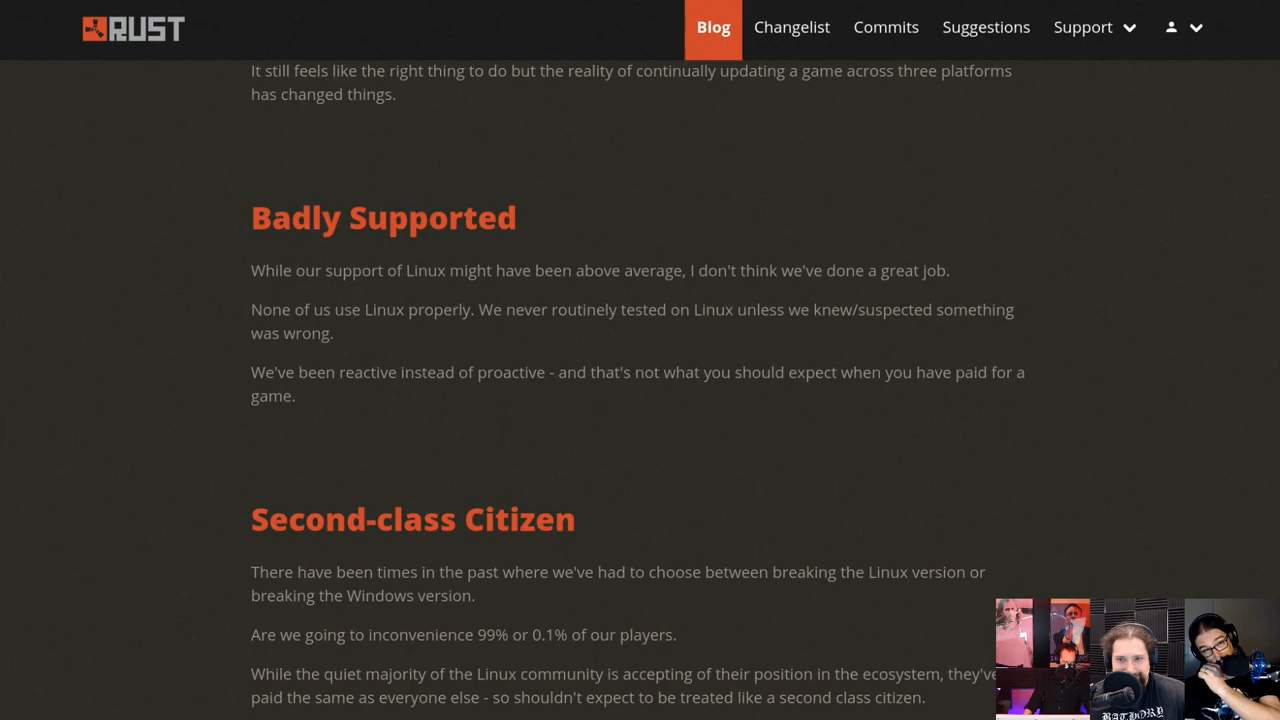 RUST
Blog
Changelist
Commits
Suggestions
Support
It still feels like the right thing to do but the reality of continually updating a game across three platforms
has changed things.
Badly Supported
While our support of Linux might have been above average, I don't think we've done a great job.
None of us use Linux properly. We never routinely tested on Linux unless we knew/suspected something
was wrong.
We've been reactive instead of proactive - and that's not what you should expect when you have paid for a
game.
Second-class Citizen
There have been times in the past where we've had to choose between breaking the Linux version or
breaking the Windows version.
Are we going to inconvenience 99% or 0.1% of our players.
While the quiet majority of the Linux community is accepting of their position in the ecosystem, they've
paid the same as everyone else - so shouldn't expect to be treated like a second class citizen.
BATHORY